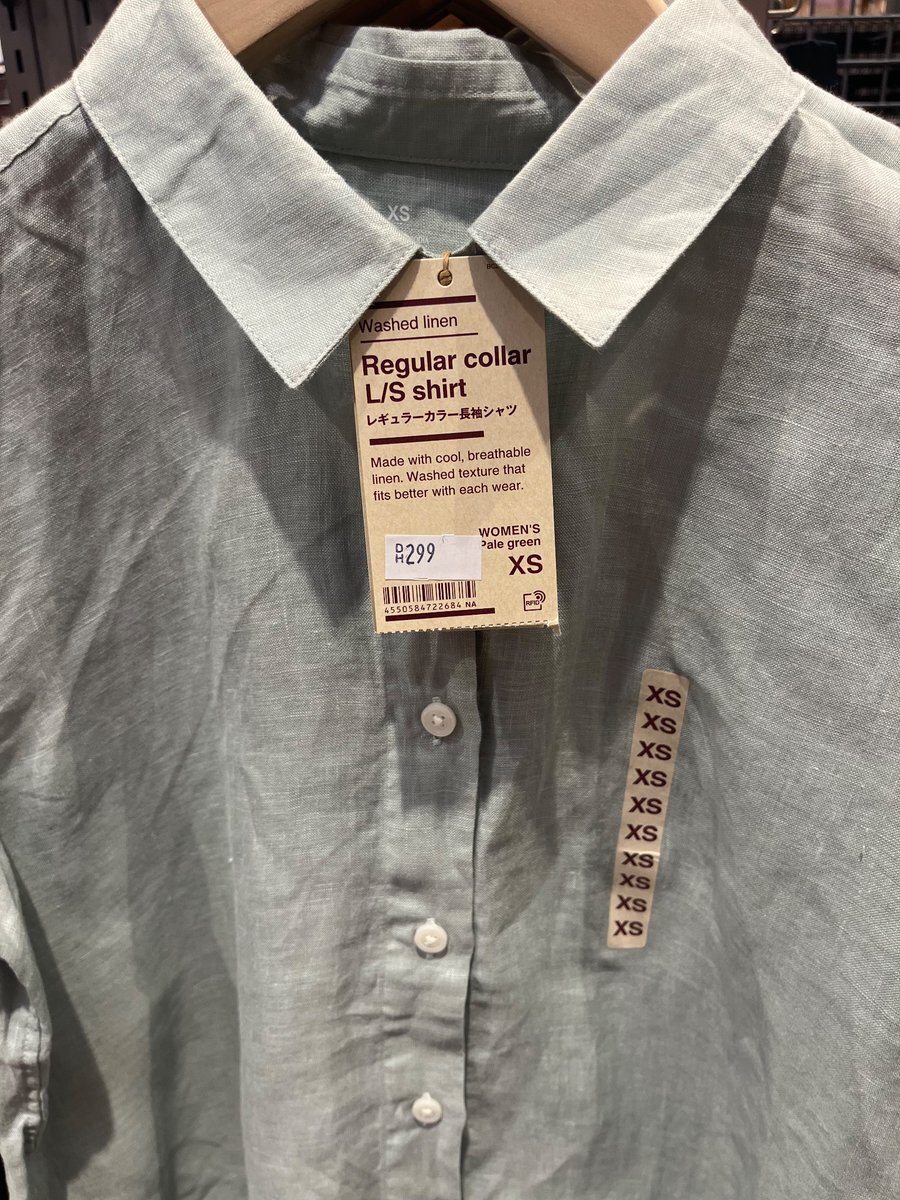 XS
Washed linen
Regular collar
L/S shirt
レギュラーカラー長袖シャツ
Made with cool, breathable
linen. Washed texture that
fits better with each wear.
WOMEN'S
Pale green
XS
DH299
4550584722684 NA
RFID
XS
XS
XS
XS
XS
XS
XS
XS
XS
XS